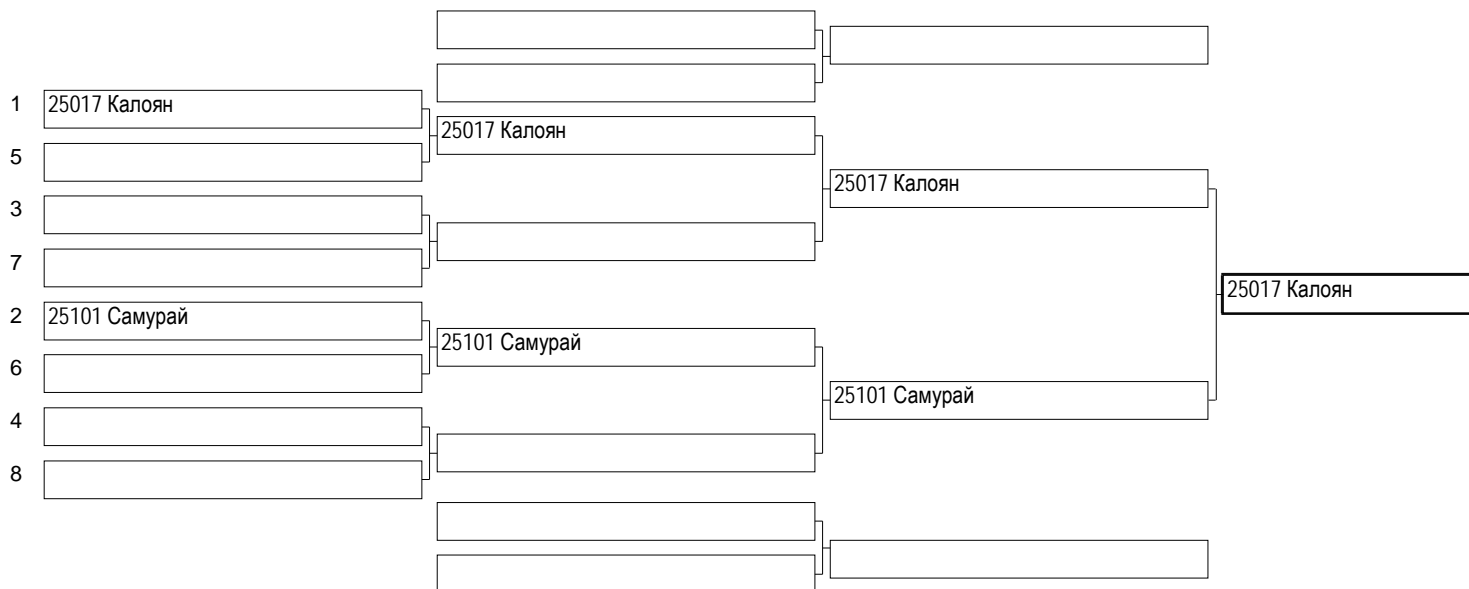 1 25017 Калоян
25017 Калоян
5
25017 Калоян
3
7
25017 Калоян
2 25101 Самурай
25101 Самурай
6
25101 Самурай
4
8